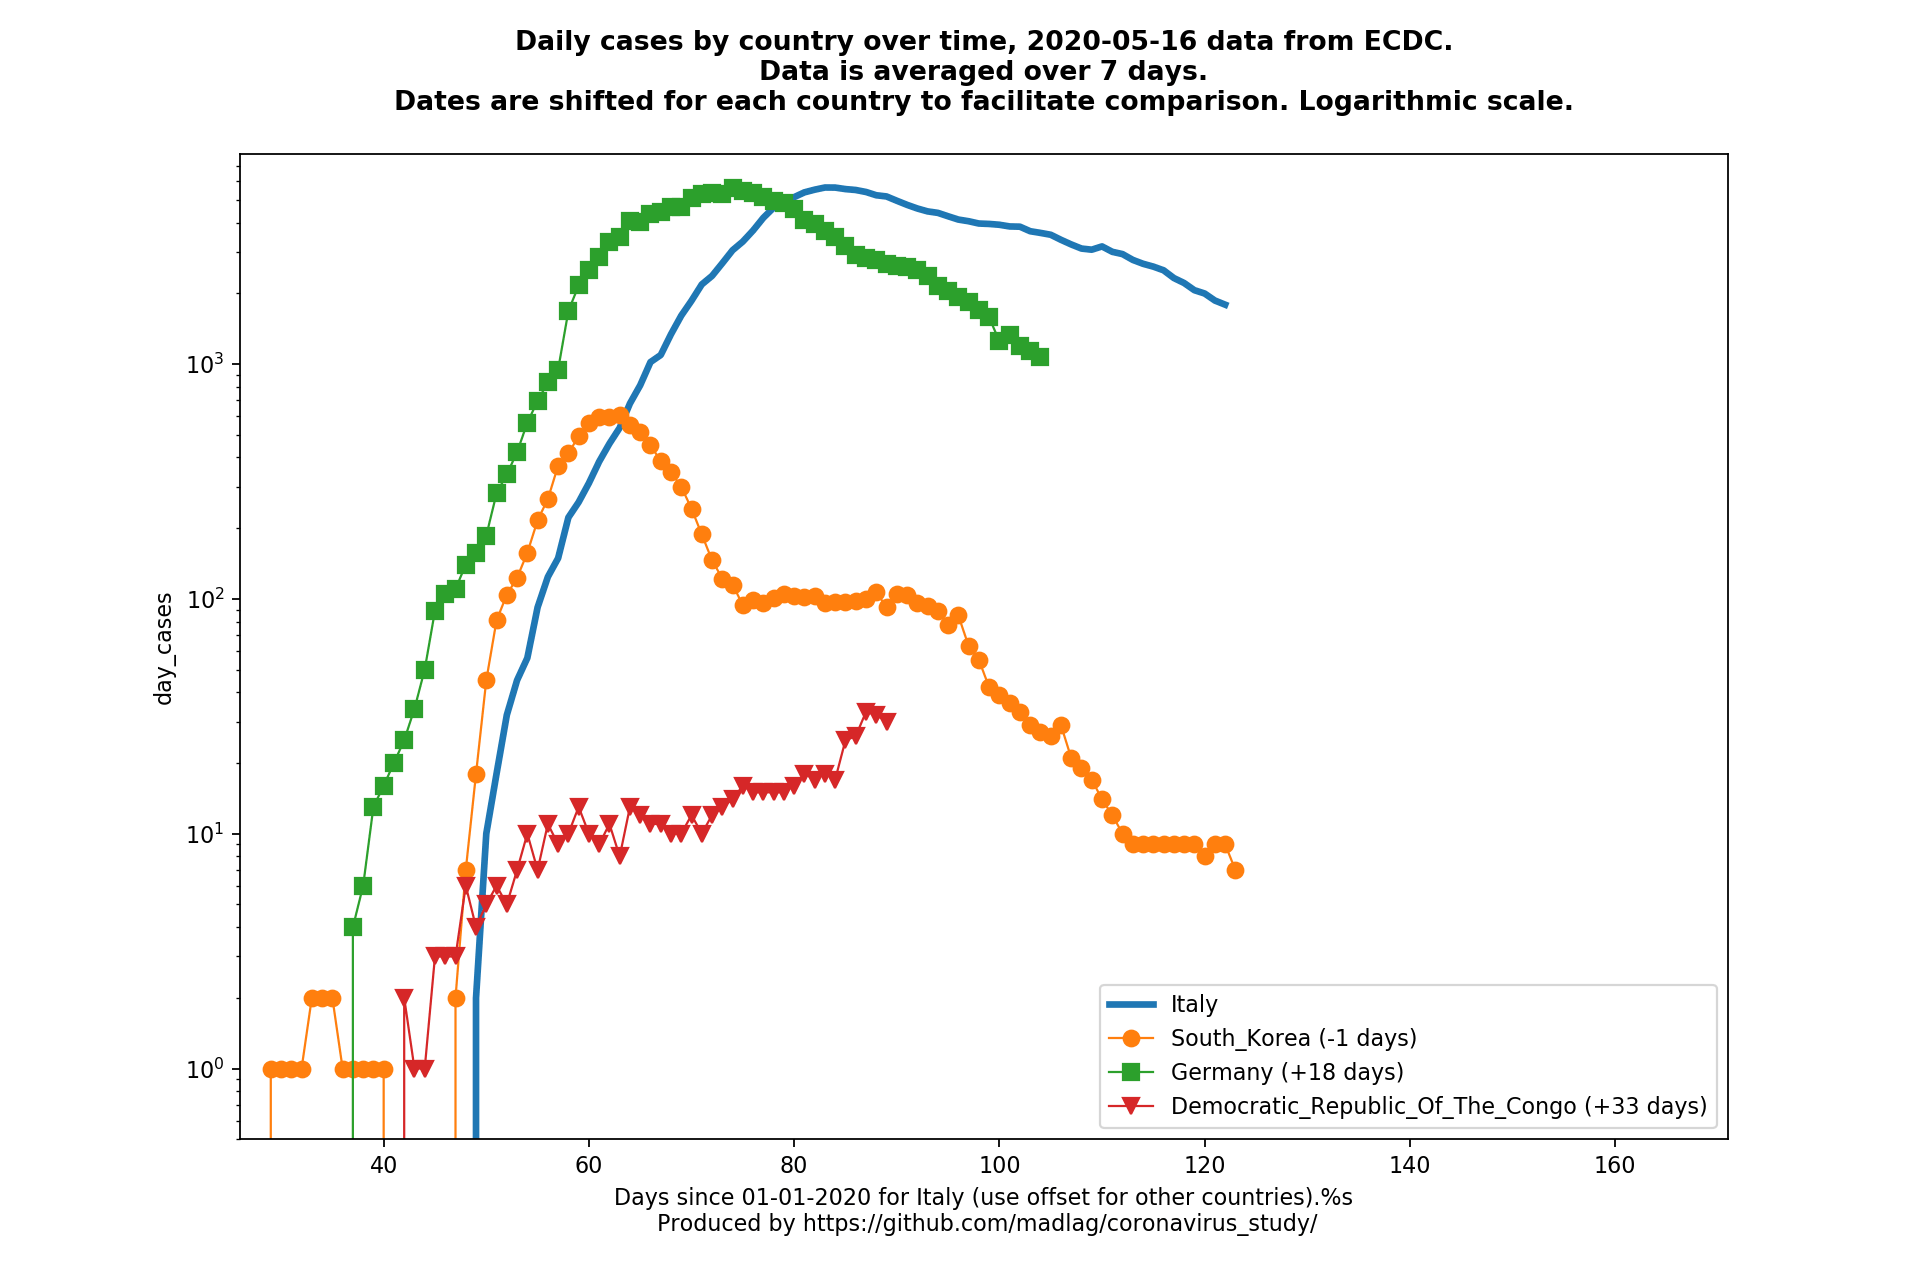 Daily cases by country over time, 2020-05-16 data from ECDC.
Data is averaged over 7 days.
Dates are shifted for each country to facilitate comparison. Logarithmic scale.
day_cases
10³
10²
10¹
10⁰
40 60 80 100 120 140 160
Italy
South_Korea (-1 days)
Germany (+18 days)
Democratic_Republic_Of_The_Congo (+33 days)
Days since 01-01-2020 for Italy (use offset for other countries).%s
Produced by https://github.com/madlag/coronavirus_study/